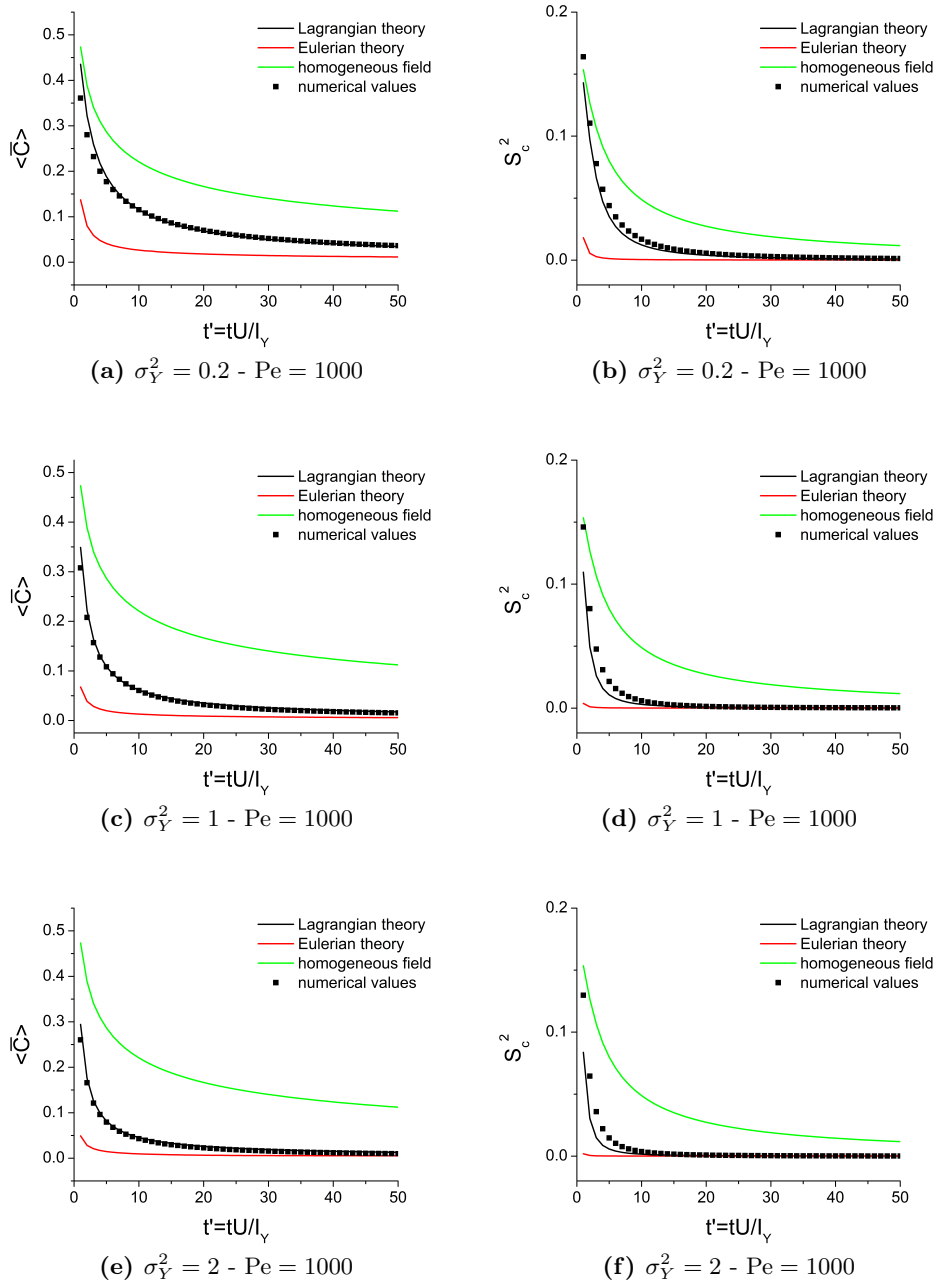 Lagrangian theory
Eulerian theory
homogeneous field
numerical values
<C̅>
0.5
0.4
0.3
0.2
0.1
0.0
0 10 20 30 40 50
t'=tU/I_Y
(a) σ_Y^2 = 0.2 - Pe = 1000
Lagrangian theory
Eulerian theory
homogeneous field
numerical values
S_c^2
0.2
0.1
0.0
0 10 20 30 40 50
t'=tU/I_Y
(b) σ_Y^2 = 0.2 - Pe = 1000
Lagrangian theory
Eulerian theory
homogeneous field
numerical values
<C̅>
0.5
0.4
0.3
0.2
0.1
0.0
0 10 20 30 40 50
t'=tU/I_Y
(c) σ_Y^2 = 1 - Pe = 1000
Lagrangian theory
Eulerian theory
homogeneous field
numerical values
S_c^2
0.2
0.1
0.0
0 10 20 30 40 50
t'=tU/I_Y
(d) σ_Y^2 = 1 - Pe = 1000
Lagrangian theory
Eulerian theory
homogeneous field
numerical values
<C̅>
0.5
0.4
0.3
0.2
0.1
0.0
0 10 20 30 40 50
t'=tU/I_Y
(e) σ_Y^2 = 2 - Pe = 1000
Lagrangian theory
Eulerian theory
homogeneous field
numerical values
S_c^2
0.2
0.1
0.0
0 10 20 30 40 50
t'=tU/I_Y
(f) σ_Y^2 = 2 - Pe = 1000